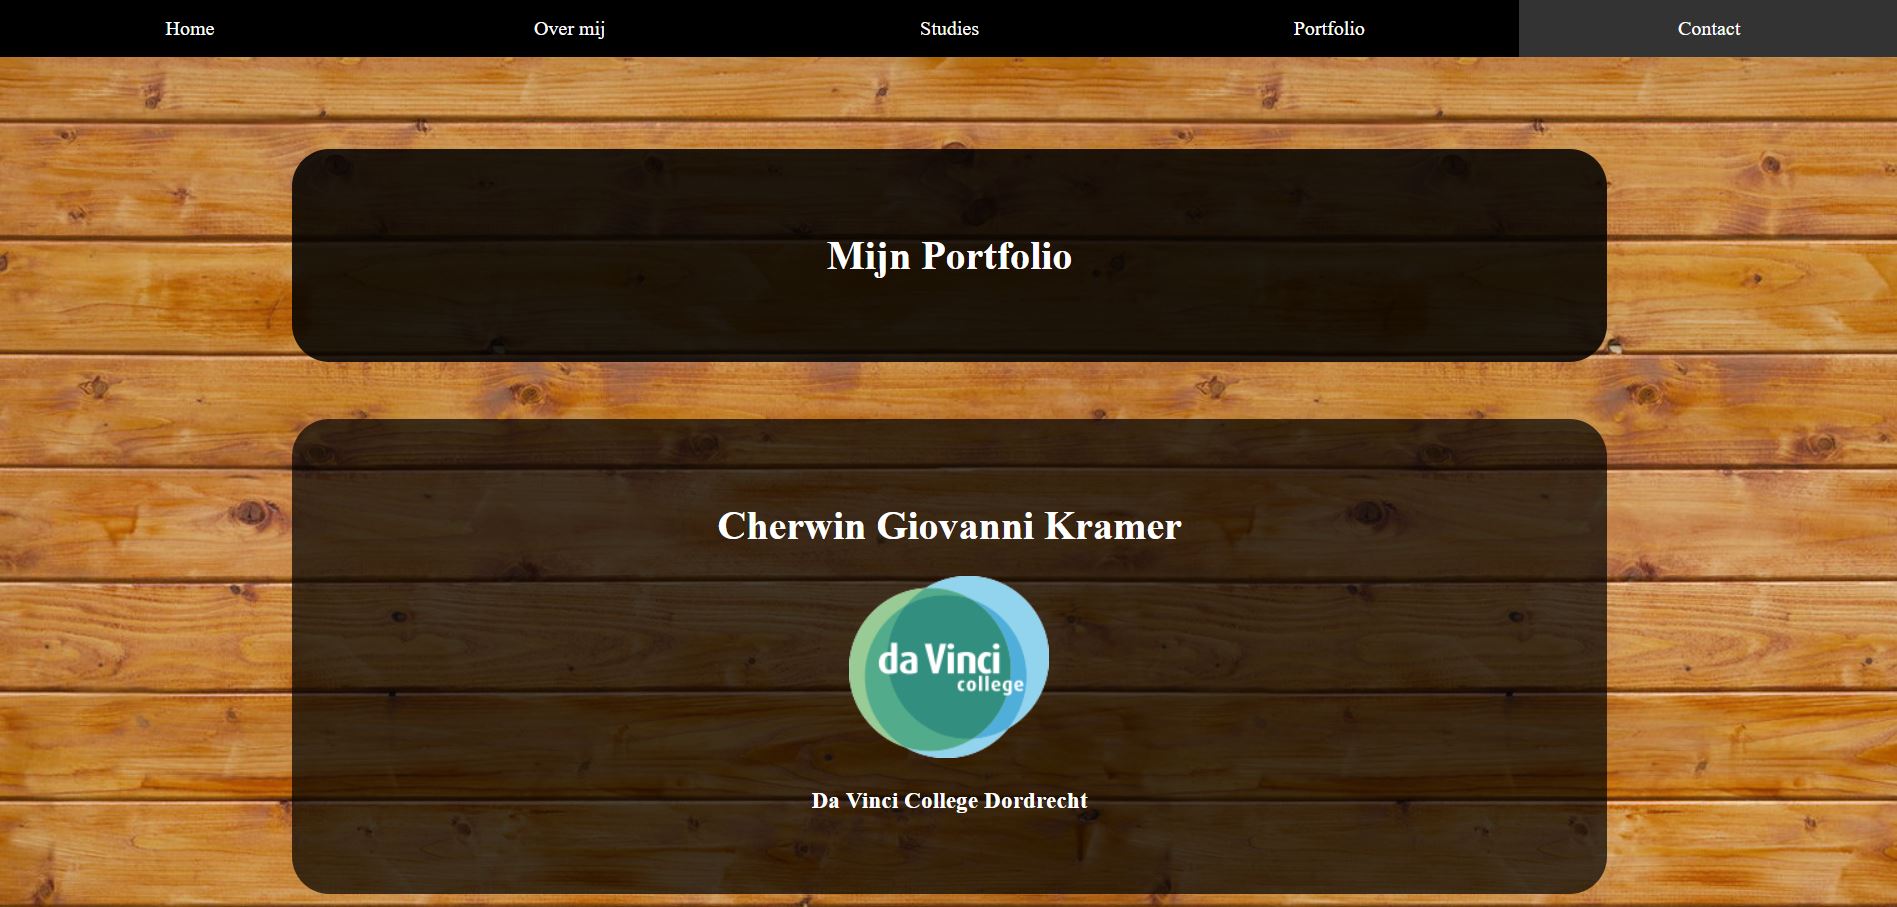 Home Over mij Studies Portfolio Contact
Mijn Portfolio
Cherwin Giovanni Kramer
da Vinci
college
Da Vinci College Dordrecht